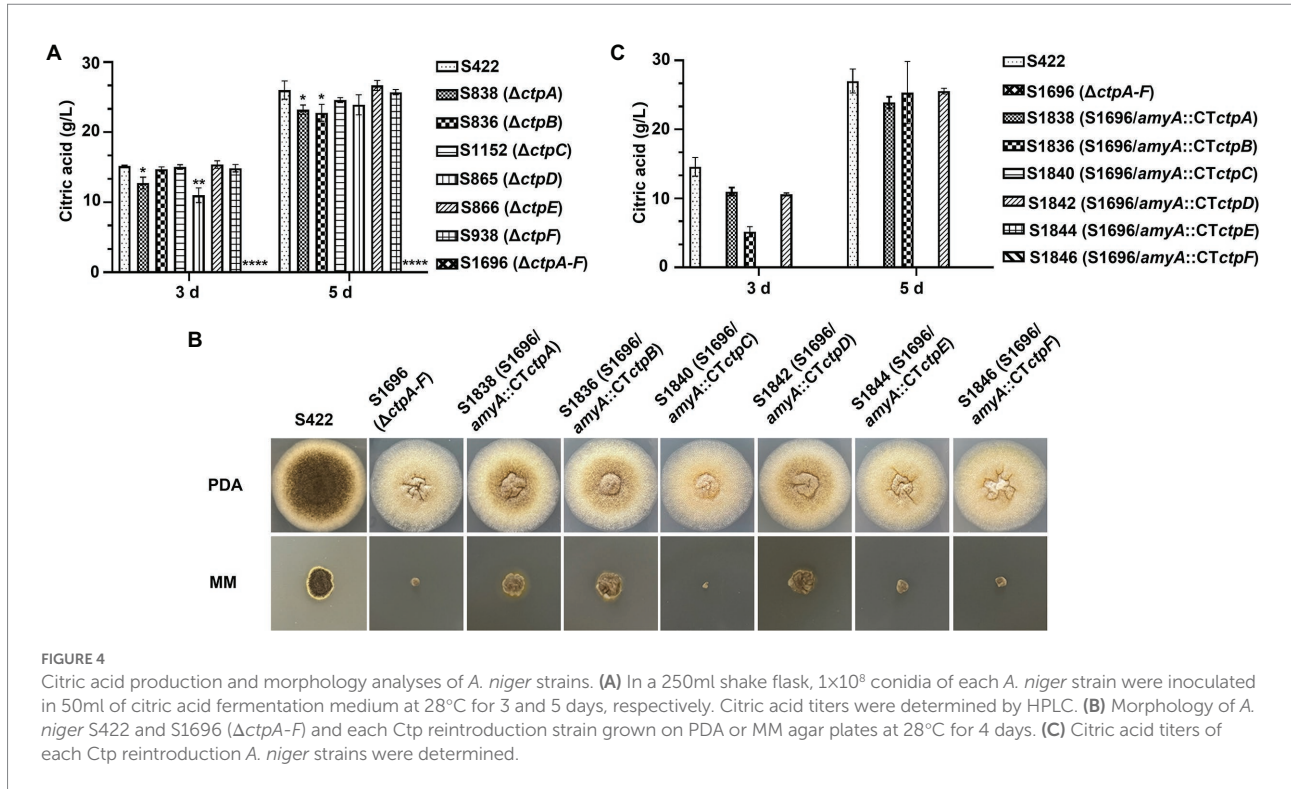 A
Citric acid (g/L)
30
20
10
0
*
**
****
*
*
****
3 d
5 d
S422
S838 (ΔctpA)
S836 (ΔctpB)
S1152 (ΔctpC)
S865 (ΔctpD)
S866 (ΔctpE)
S938 (ΔctpF)
S1696 (ΔctpA-F)
C
Citric acid (g/L)
30
20
10
0
3 d
5 d
S422
S1696 (ΔctpA-F)
S1838 (S1696/amyA::CTctpA)
S1836 (S1696/amyA::CTctpB)
S1840 (S1696/amyA::CTctpC)
S1842 (S1696/amyA::CTctpD)
S1844 (S1696/amyA::CTctpE)
S1846 (S1696/amyA::CTctpF)
B
S422
S1696
(ΔctpA-F)
S1838 (S1696/
amyA::CTctpA)
S1836 (S1696/
amyA::CTctpB)
S1840 (S1696/
amyA::CTctpC)
S1842 (S1696/
amyA::CTctpD)
S1844 (S1696/
amyA::CTctpE)
S1846 (S1696/
amyA::CTctpF)
PDA
MM
FIGURE 4
Citric acid production and morphology analyses of A. niger strains. (A) In a 250ml shake flask, 1×10⁸ conidia of each A. niger strain were inoculated
in 50ml of citric acid fermentation medium at 28°C for 3 and 5 days, respectively. Citric acid titers were determined by HPLC. (B) Morphology of A.
niger S422 and S1696 (ΔctpA-F) and each Ctp reintroduction strain grown on PDA or MM agar plates at 28°C for 4 days. (C) Citric acid titers of
each Ctp reintroduction A. niger strains were determined.